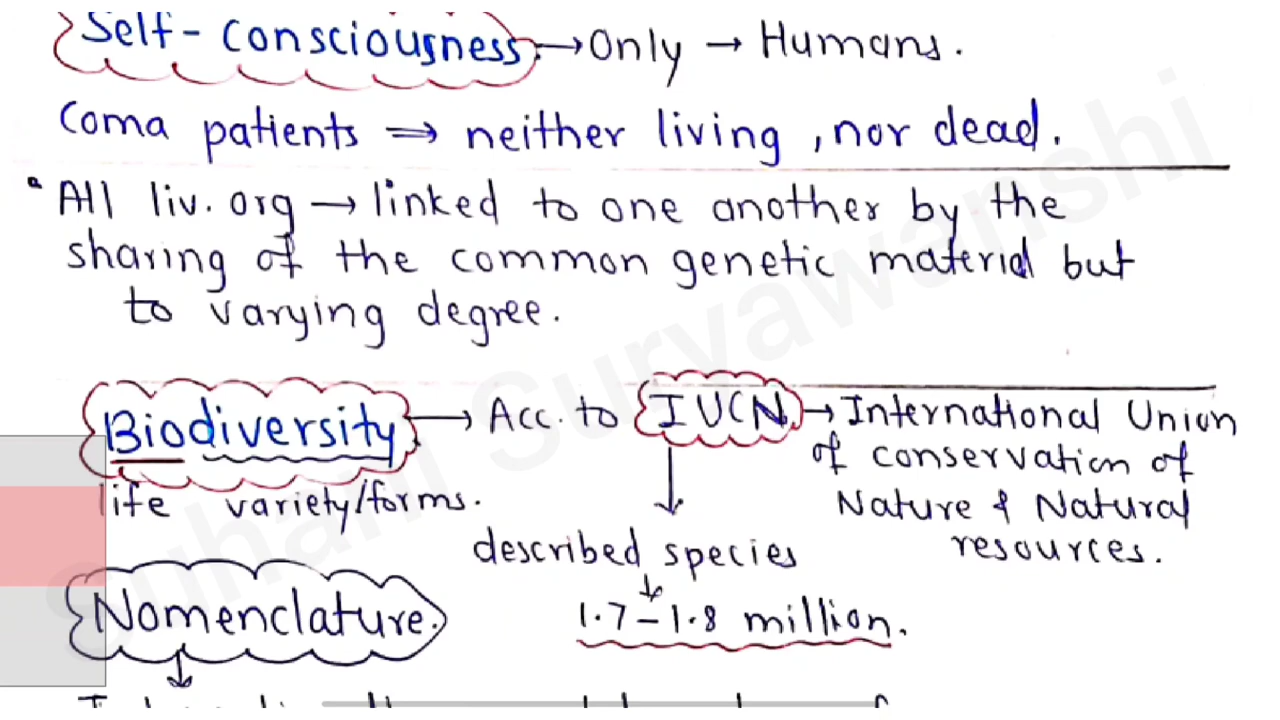 Self-consciousness → Only → Humans.
Coma patients ⇒ neither living, nor dead.
All liv. org → linked to one another by the
sharing of the common genetic material but
to varying degree.
Biodiversity → Acc. to IUCN → International Union
of conservation of
life variety/forms.
Nature & Natural
resources.
described species
1.7-1.8 million.
Nomenclature.
Suhani Suryawanshi